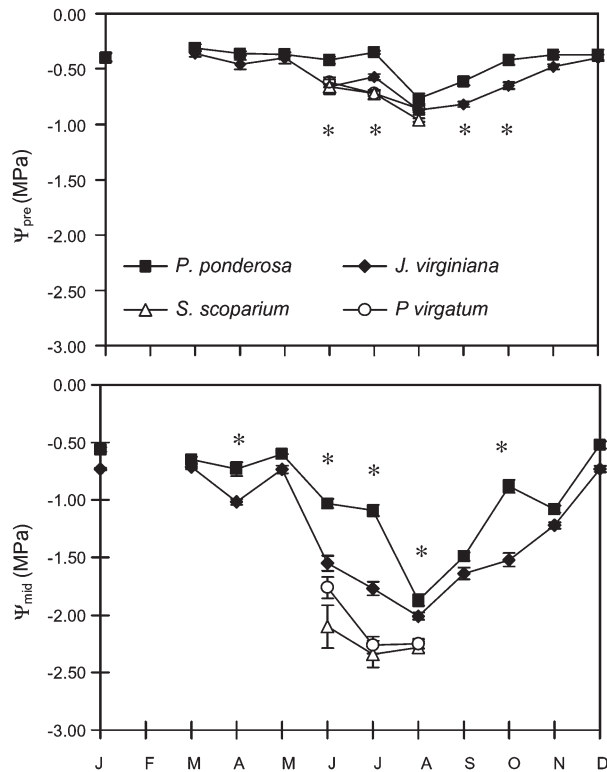 0.00
-0.50
-1.00
-1.50
-2.00
-2.50
-3.00
Ψpre (MPa)
* * * *
P. ponderosa J. virginiana
S. scoparium P virgatum
0.00
-0.50
-1.00
-1.50
-2.00
-2.50
-3.00
Ψmid (MPa)
* * * * *
J F M A M J J A S O N D